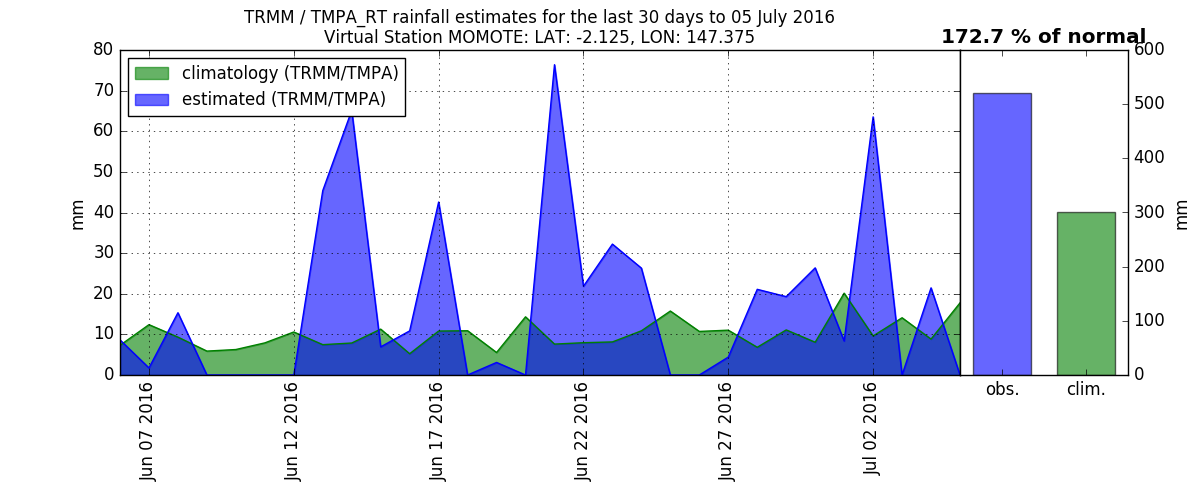 TRMM / TMPA_RT rainfall estimates for the last 30 days to 05 July 2016
Virtual Station MOMOTE: LAT: -2.125, LON: 147.375
172.7 % of normal
climatology (TRMM/TMPA)
estimated (TRMM/TMPA)
mm
80
70
60
50
40
30
20
10
0
Jun 07 2016
Jun 12 2016
Jun 17 2016
Jun 22 2016
Jun 27 2016
Jul 02 2016
obs.
clim.
600
500
400
300
200
100
0
mm